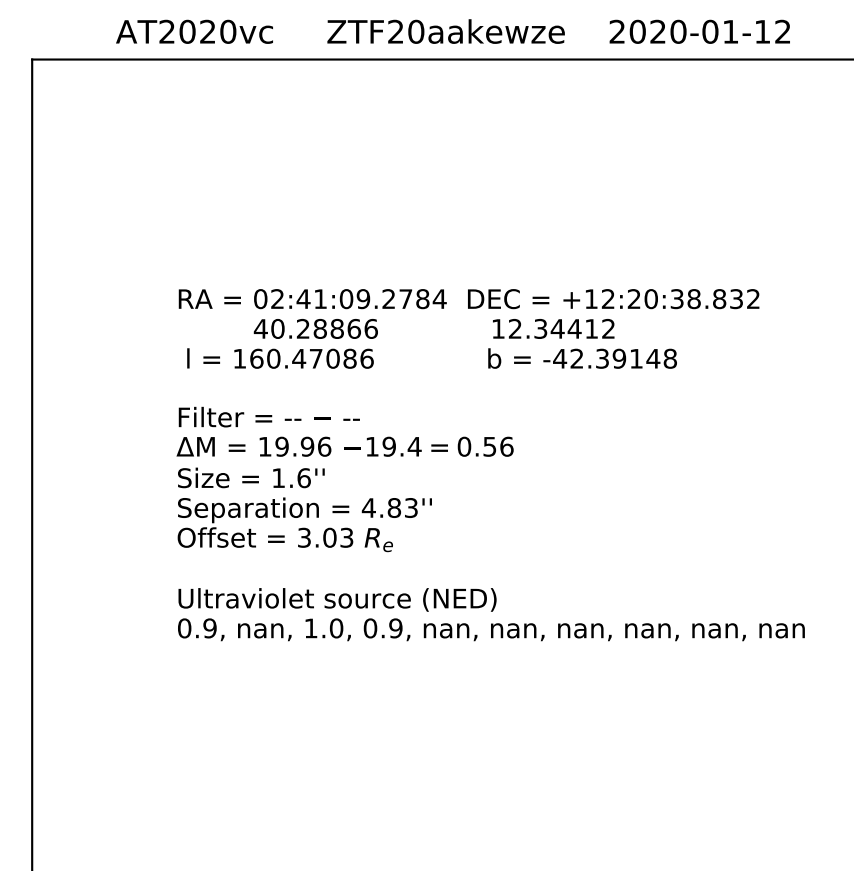 AT2020vc ZTF20aakewze 2020-01-12
RA = 02:41:09.2784 DEC = +12:20:38.832
40.28866 12.34412
l = 160.47086 b = -42.39148
Filter = -- − --
ΔM = 19.96 −19.4 = 0.56
Size = 1.6''
Separation = 4.83''
Offset = 3.03 Re
Ultraviolet source (NED)
0.9, nan, 1.0, 0.9, nan, nan, nan, nan, nan, nan